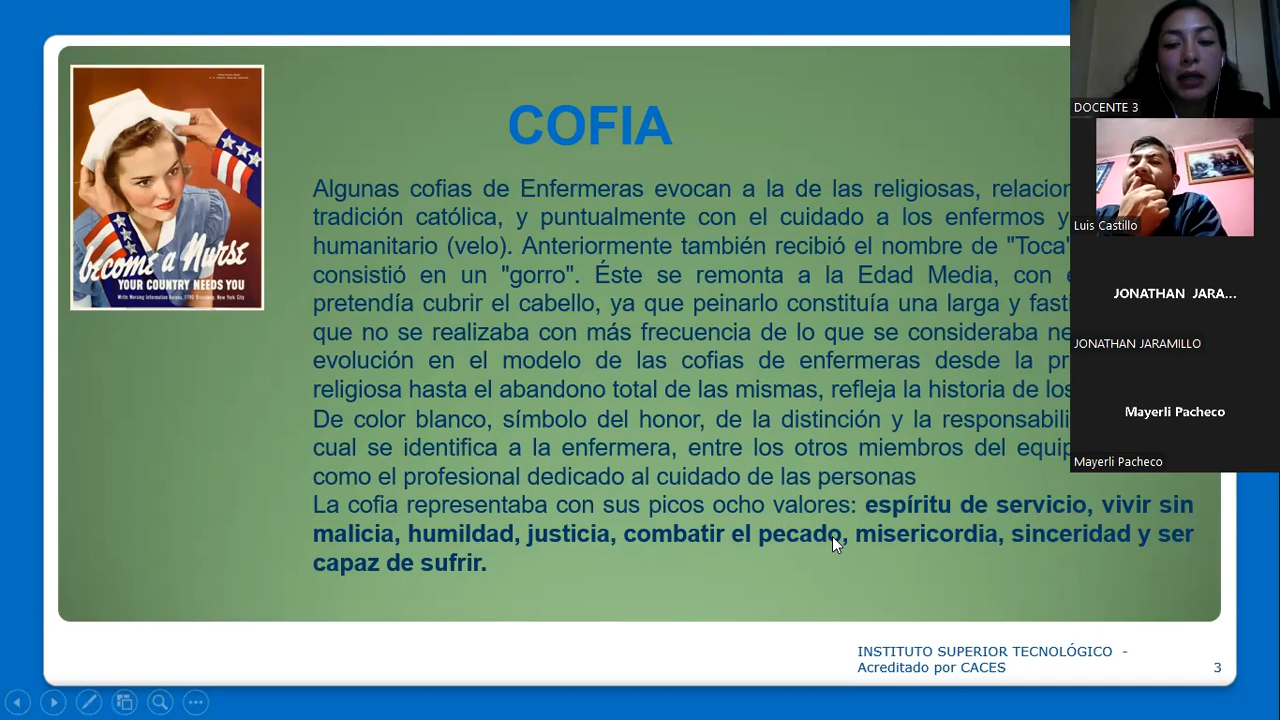 COFIA
Algunas cofias de Enfermeras evocan a la de las religiosas,
tradición católica, y puntualmente con el cuidado a los enfermos y
humanitario (velo). Anteriormente también recibió el nombre de "Toca"
consistió en un "gorro". Éste se remonta a la Edad Media, con
pretendía cubrir el cabello, ya que peinarlo constituía una larga y
que no se realizaba con más frecuencia de lo que se consideraba
evolución en el modelo de las cofias de enfermeras desde la
religiosa hasta el abandono total de las mismas, refleja la historia de
De color blanco, símbolo del honor, de la distinción y la
cual se identifica a la enfermera, entre los otros miembros del
como el profesional dedicado al cuidado de las personas
La cofia representaba con sus picos ocho valores: espíritu de servicio, vivir sin
malicia, humildad, justicia, combatir el pecado, misericordia, sinceridad y ser
capaz de sufrir.
become a Nurse
YOUR COUNTRY NEEDS YOU
INSTITUTO SUPERIOR TECNOLÓGICO -
Acreditado por CACES
3
DOCENTE 3
Luis Castillo
JONATHAN JARA...
JONATHAN JARAMILLO
Mayerli Pacheco
Mayerli Pacheco